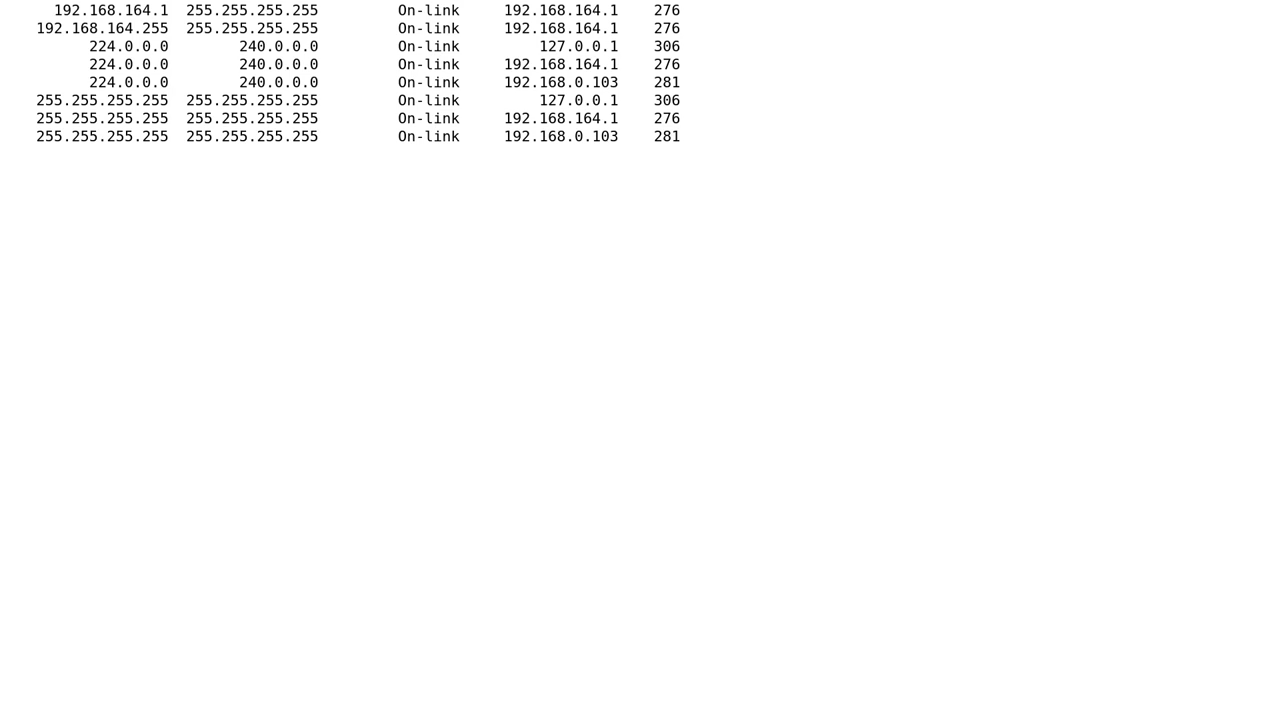 192.168.164.1  255.255.255.255         On-link     192.168.164.1    276
192.168.164.255  255.255.255.255         On-link     192.168.164.1    276
224.0.0.0        240.0.0.0         On-link         127.0.0.1    306
224.0.0.0        240.0.0.0         On-link     192.168.164.1    276
224.0.0.0        240.0.0.0         On-link     192.168.0.103    281
255.255.255.255  255.255.255.255         On-link         127.0.0.1    306
255.255.255.255  255.255.255.255         On-link     192.168.164.1    276
255.255.255.255  255.255.255.255         On-link     192.168.0.103    281